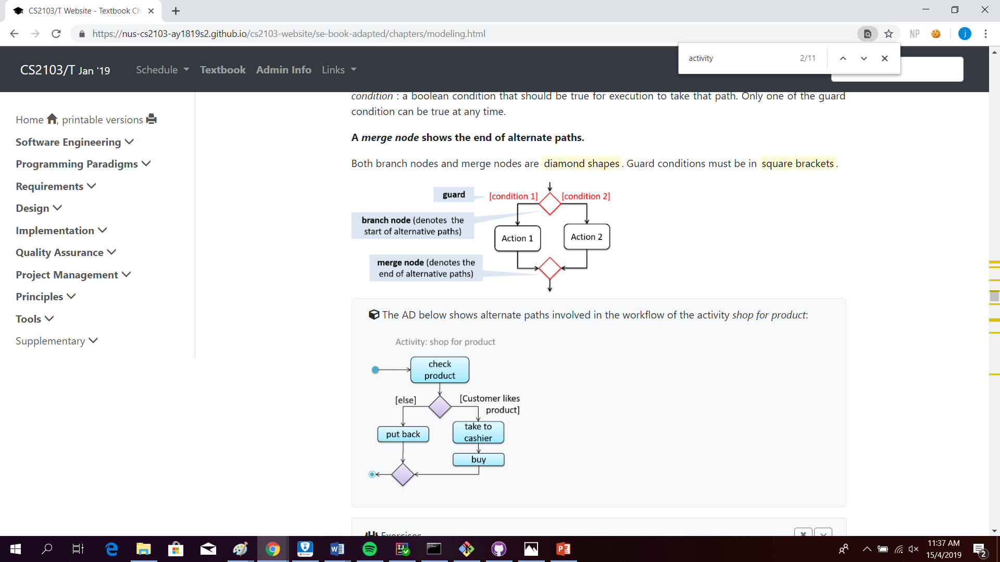 CS2103/T Website - Textbook Ch
https://nus-cs2103-ay1819s2.github.io/cs2103-website/se-book-adapted/chapters/modeling.html
NP
j
activity 2/11
CS2103/T Jan '19 Schedule Textbook Admin Info Links
Home , printable versions
Software Engineering
Programming Paradigms
Requirements
Design
Implementation
Quality Assurance
Project Management
Principles
Tools
Supplementary
condition : a boolean condition that should be true for execution to take that path. Only one of the guard
condition can be true at any time.
A merge node shows the end of alternate paths.
Both branch nodes and merge nodes are diamond shapes. Guard conditions must be in square brackets.
guard
[condition 1] [condition 2]
branch node (denotes the
start of alternative paths)
Action 1
Action 2
merge node (denotes the
end of alternative paths)
The AD below shows alternate paths involved in the workflow of the activity shop for product:
Activity: shop for product
check
product
[else]
[Customer likes
product]
put back
take to
cashier
buy
Exercises
11:37 AM
15/4/2019
2